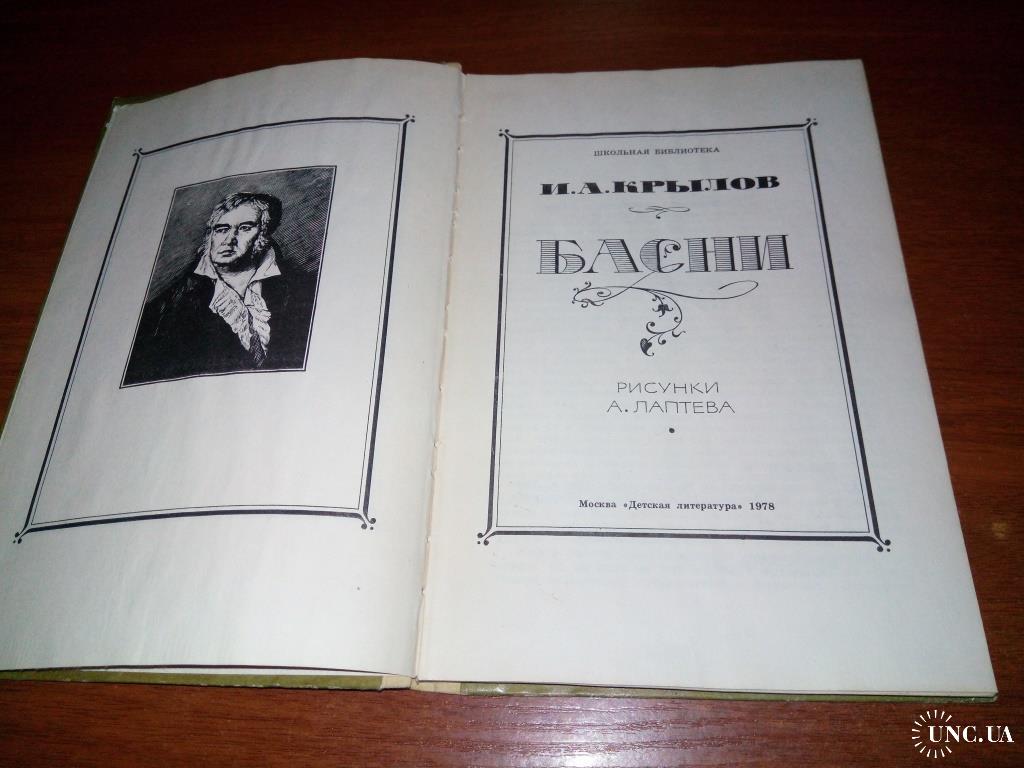 ШКОЛЬНАЯ БИБЛИОТЕКА
И.А.КРЫЛОВ
БАСНИ
РИСУНКИ
А. ЛАПТЕВА
Москва «Детская литература» 1978
UNC.UA